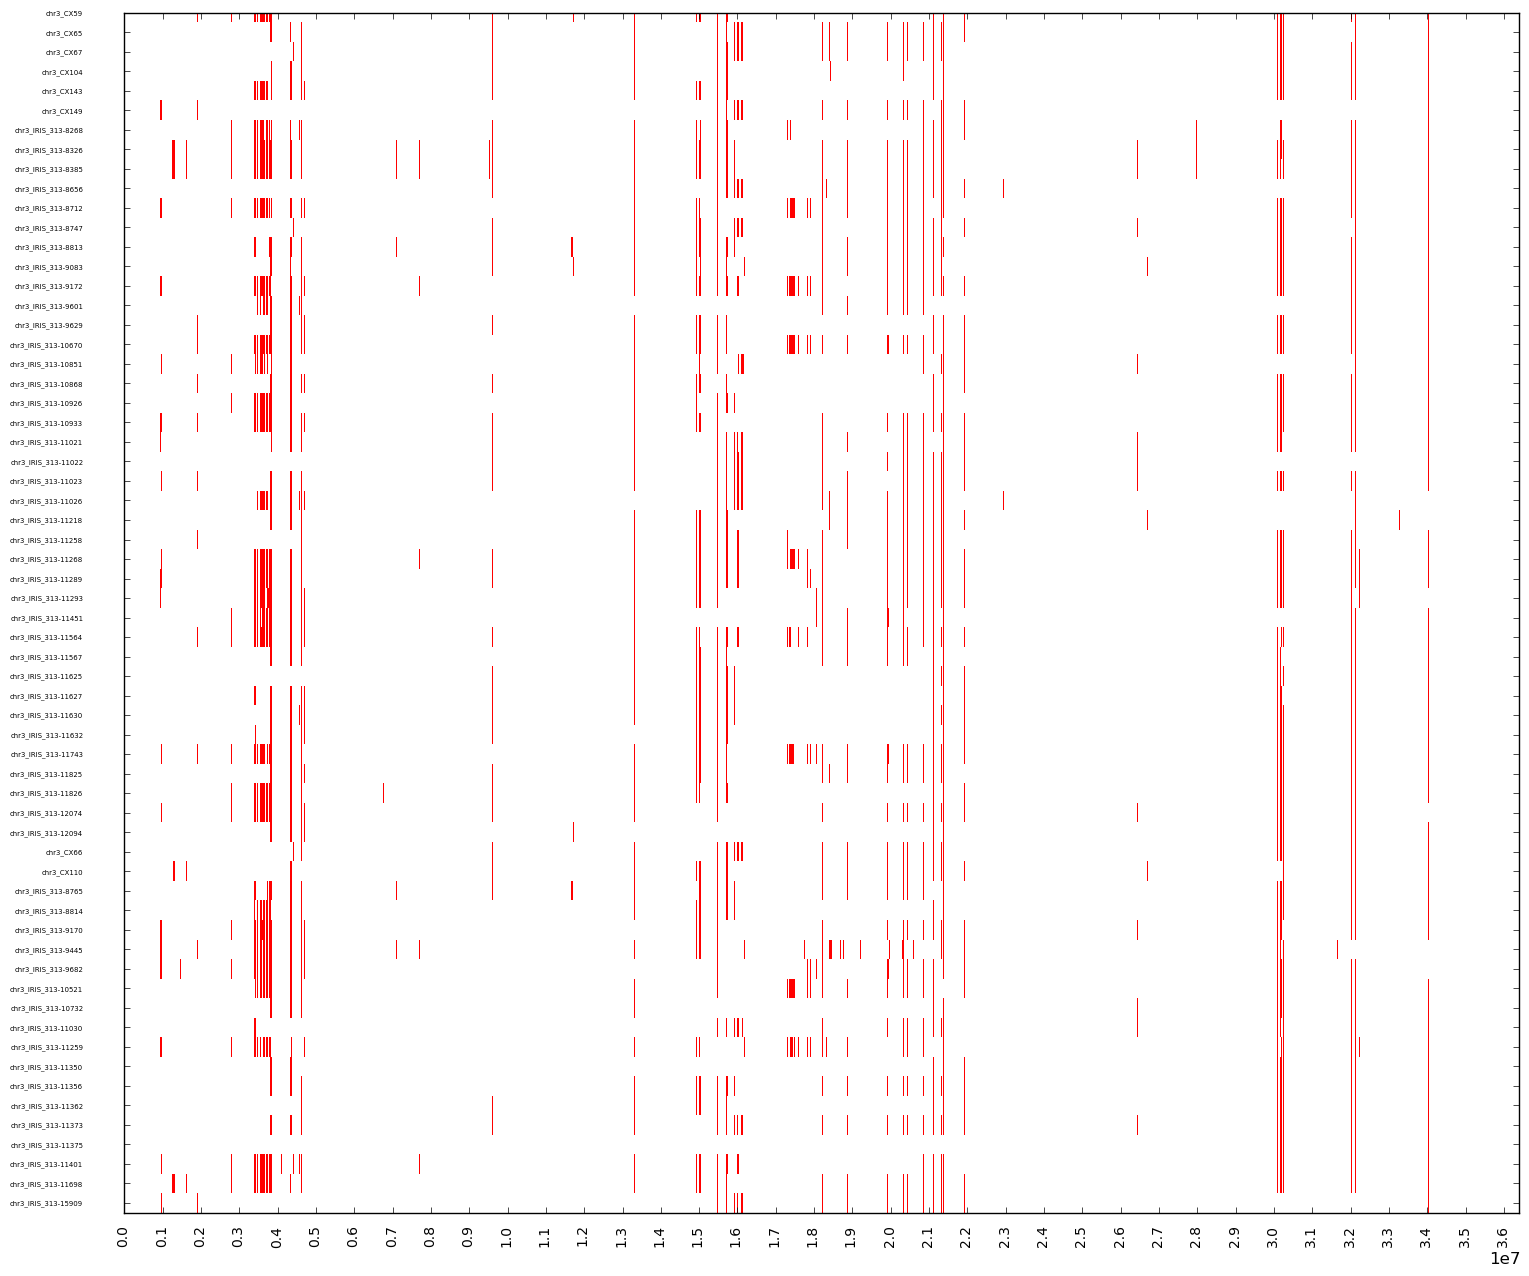 chr3_CX59
chr3_CX65
chr3_CX67
chr3_CX104
chr3_CX143
chr3_CX149
chr3_IRIS_313-8268
chr3_IRIS_313-8326
chr3_IRIS_313-8385
chr3_IRIS_313-8656
chr3_IRIS_313-8712
chr3_IRIS_313-8747
chr3_IRIS_313-8813
chr3_IRIS_313-9083
chr3_IRIS_313-9172
chr3_IRIS_313-9601
chr3_IRIS_313-9629
chr3_IRIS_313-10670
chr3_IRIS_313-10851
chr3_IRIS_313-10868
chr3_IRIS_313-10926
chr3_IRIS_313-10933
chr3_IRIS_313-11021
chr3_IRIS_313-11022
chr3_IRIS_313-11023
chr3_IRIS_313-11026
chr3_IRIS_313-11218
chr3_IRIS_313-11258
chr3_IRIS_313-11268
chr3_IRIS_313-11289
chr3_IRIS_313-11293
chr3_IRIS_313-11451
chr3_IRIS_313-11564
chr3_IRIS_313-11567
chr3_IRIS_313-11625
chr3_IRIS_313-11627
chr3_IRIS_313-11630
chr3_IRIS_313-11632
chr3_IRIS_313-11743
chr3_IRIS_313-11825
chr3_IRIS_313-11826
chr3_IRIS_313-12074
chr3_IRIS_313-12094
chr3_CX66
chr3_CX110
chr3_IRIS_313-8765
chr3_IRIS_313-8814
chr3_IRIS_313-9170
chr3_IRIS_313-9445
chr3_IRIS_313-9682
chr3_IRIS_313-10521
chr3_IRIS_313-10732
chr3_IRIS_313-11030
chr3_IRIS_313-11259
chr3_IRIS_313-11350
chr3_IRIS_313-11356
chr3_IRIS_313-11362
chr3_IRIS_313-11373
chr3_IRIS_313-11375
chr3_IRIS_313-11401
chr3_IRIS_313-11698
chr3_IRIS_313-15909
0.0 0.1 0.2 0.3 0.4 0.5 0.6 0.7 0.8 0.9 1.0 1.1 1.2 1.3 1.4 1.5 1.6 1.7 1.8 1.9 2.0 2.1 2.2 2.3 2.4 2.5 2.6 2.7 2.8 2.9 3.0 3.1 3.2 3.3 3.4 3.5 3.6
1e7